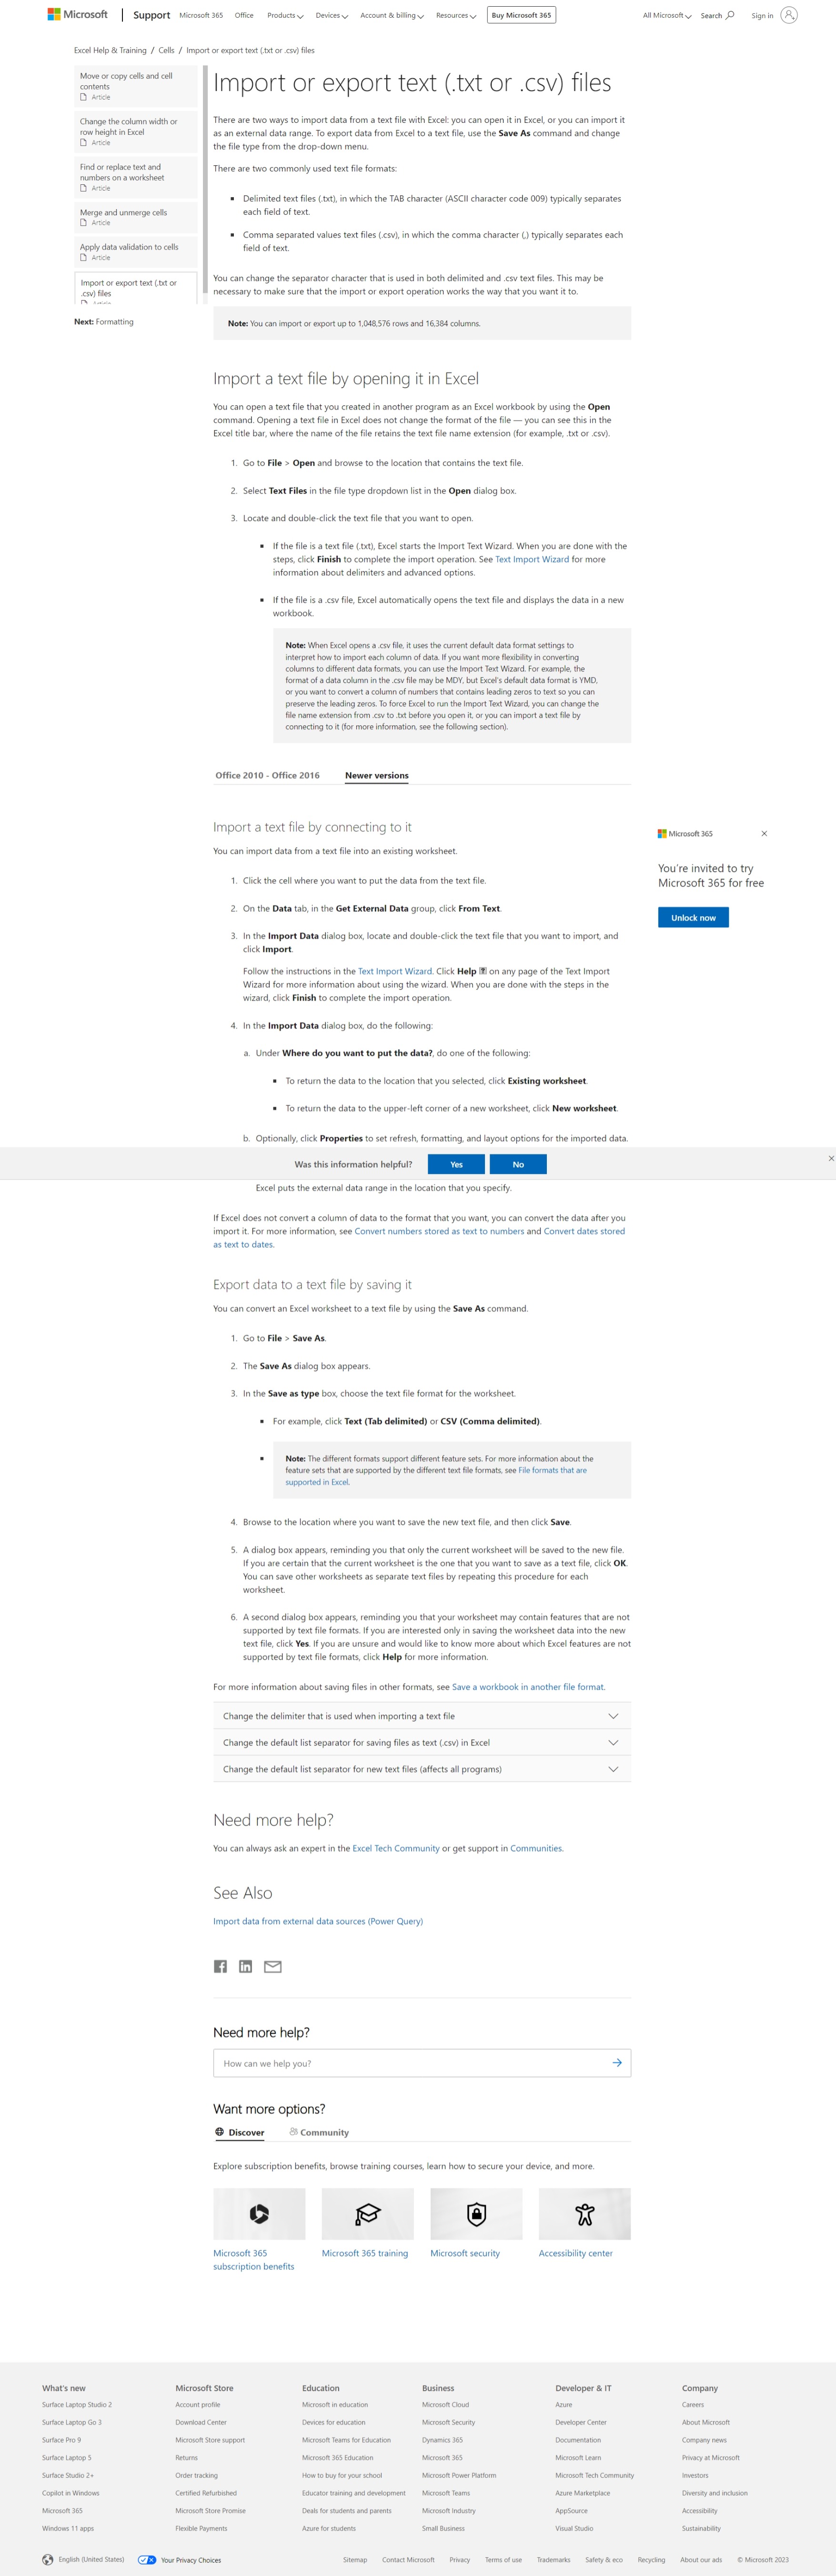 Microsoft | Support Microsoft 365 Office Products Devices Account & billing Resources Buy Microsoft 365 All Microsoft Search Sign in
Excel Help & Training / Cells / Import or export text (.txt or .csv) files
Move or copy cells and cell
contents
Article
Change the column width or
row height in Excel
Article
Find or replace text and
numbers on a worksheet
Article
Merge and unmerge cells
Article
Apply data validation to cells
Article
Import or export text (.txt or
.csv) files
Article
Next: Formatting
Import or export text (.txt or .csv) files
There are two ways to import data from a text file with Excel: you can open it in Excel, or you can import it
as an external data range. To export data from Excel to a text file, use the Save As command and change
the file type from the drop-down menu.
There are two commonly used text file formats:
Delimited text files (.txt), in which the TAB character (ASCII character code 009) typically separates
each field of text.
Comma separated values text files (.csv), in which the comma character (,) typically separates each
field of text.
You can change the separator character that is used in both delimited and .csv text files. This may be
necessary to make sure that the import or export operation works the way that you want it to.
Note: You can import or export up to 1,048,576 rows and 16,384 columns.
Import a text file by opening it in Excel
You can open a text file that you created in another program as an Excel workbook by using the Open
command. Opening a text file in Excel does not change the format of the file — you can see this in the
Excel title bar, where the name of the file retains the text file name extension (for example, .txt or .csv).
1. Go to File > Open and browse to the location that contains the text file.
2. Select Text Files in the file type dropdown list in the Open dialog box.
3. Locate and double-click the text file that you want to open.
If the file is a text file (.txt), Excel starts the Import Text Wizard. When you are done with the
steps, click Finish to complete the import operation. See Text Import Wizard for more
information about delimiters and advanced options.
If the file is a .csv file, Excel automatically opens the text file and displays the data in a new
workbook.
Note: When Excel opens a .csv file, it uses the current default data format settings to
interpret how to import each column of data. If you want more flexibility in converting
columns to different data formats, you can use the Import Text Wizard. For example, the
format of a data column in the .csv file may be MDY, but Excel's default data format is YMD,
or you want to convert a column of numbers that contains leading zeros to text so you can
preserve the leading zeros. To force Excel to run the Import Text Wizard, you can change the
file name extension from .csv to .txt before you open it, or you can import a text file by
connecting to it (for more information, see the following section).
Office 2010 - Office 2016 Newer versions
Import a text file by connecting to it
You can import data from a text file into an existing worksheet.
1. Click the cell where you want to put the data from the text file.
2. On the Data tab, in the Get External Data group, click From Text.
3. In the Import Data dialog box, locate and double-click the text file that you want to import, and
click Import.
Follow the instructions in the Text Import Wizard. Click Help on any page of the Text Import
Wizard for more information about using the wizard. When you are done with the steps in the
wizard, click Finish to complete the import operation.
4. In the Import Data dialog box, do the following:
a. Under Where do you want to put the data?, do one of the following:
To return the data to the location that you selected, click Existing worksheet.
To return the data to the upper-left corner of a new worksheet, click New worksheet.
b. Optionally, click Properties to set refresh, formatting, and layout options for the imported data.
Microsoft 365
You're invited to try
Microsoft 365 for free
Unlock now
Was this information helpful? Yes No
Excel puts the external data range in the location that you specify.
If Excel does not convert a column of data to the format that you want, you can convert the data after you
import it. For more information, see Convert numbers stored as text to numbers and Convert dates stored
as text to dates.
Export data to a text file by saving it
You can convert an Excel worksheet to a text file by using the Save As command.
1. Go to File > Save As.
2. The Save As dialog box appears.
3. In the Save as type box, choose the text file format for the worksheet.
For example, click Text (Tab delimited) or CSV (Comma delimited).
Note: The different formats support different feature sets. For more information about the
feature sets that are supported by the different text file formats, see File formats that are
supported in Excel.
4. Browse to the location where you want to save the new text file, and then click Save.
5. A dialog box appears, reminding you that only the current worksheet will be saved to the new file.
If you are certain that the current worksheet is the one that you want to save as a text file, click OK.
You can save other worksheets as separate text files by repeating this procedure for each
worksheet.
6. A second dialog box appears, reminding you that your worksheet may contain features that are not
supported by text file formats. If you are interested only in saving the worksheet data into the new
text file, click Yes. If you are unsure and would like to know more about which Excel features are not
supported by text file formats, click Help for more information.
For more information about saving files in other formats, see Save a workbook in another file format.
Change the delimiter that is used when importing a text file
Change the default list separator for saving files as text (.csv) in Excel
Change the default list separator for new text files (affects all programs)
Need more help?
You can always ask an expert in the Excel Tech Community or get support in Communities.
See Also
Import data from external data sources (Power Query)
Need more help?
How can we help you?
Want more options?
Discover Community
Explore subscription benefits, browse training courses, learn how to secure your device, and more.
Microsoft 365
subscription benefits
Microsoft 365 training
Microsoft security
Accessibility center
What's new
Surface Laptop Studio 2
Surface Laptop Go 3
Surface Pro 9
Surface Laptop 5
Surface Studio 2+
Copilot in Windows
Microsoft 365
Windows 11 apps
Microsoft Store
Account profile
Download Center
Microsoft Store support
Returns
Order tracking
Certified Refurbished
Microsoft Store Promise
Flexible Payments
Education
Microsoft in education
Devices for education
Microsoft Teams for Education
Microsoft 365 Education
How to buy for your school
Educator training and development
Deals for students and parents
Azure for students
Business
Microsoft Cloud
Microsoft Security
Dynamics 365
Microsoft 365
Microsoft Power Platform
Microsoft Teams
Microsoft Industry
Small Business
Developer & IT
Azure
Developer Center
Documentation
Microsoft Learn
Microsoft Tech Community
Azure Marketplace
AppSource
Visual Studio
Company
Careers
About Microsoft
Company news
Privacy at Microsoft
Investors
Diversity and inclusion
Accessibility
Sustainability
English (United States) Your Privacy Choices Sitemap Contact Microsoft Privacy Terms of use Trademarks Safety & eco Recycling About our ads © Microsoft 2023